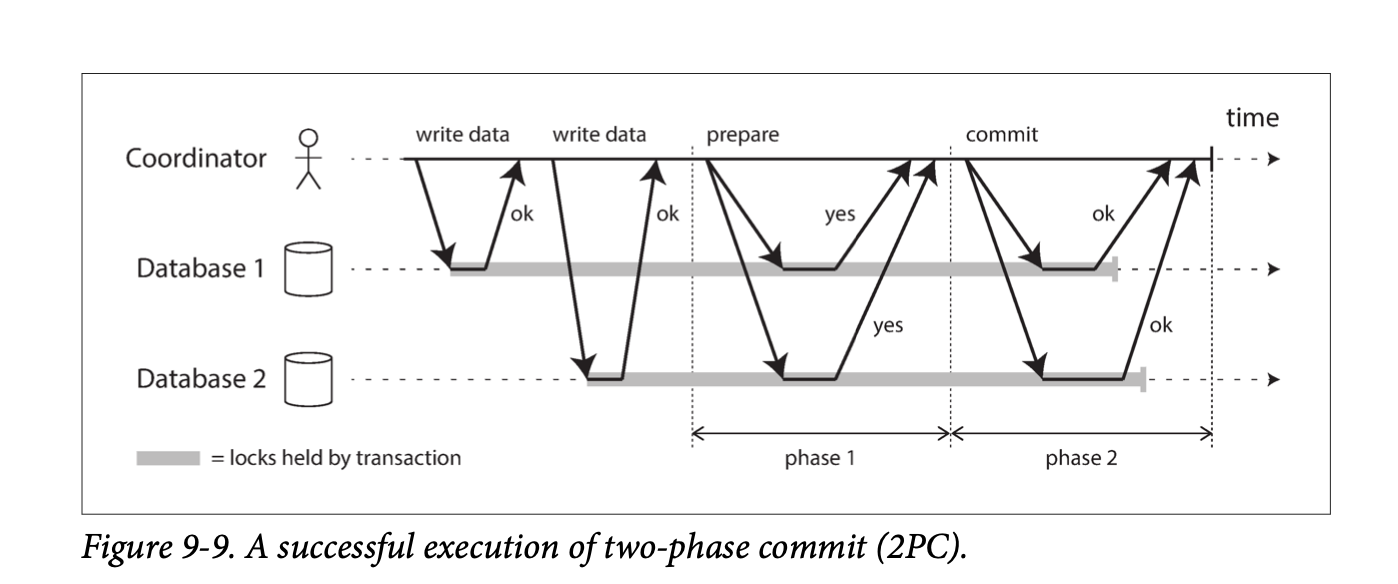 time
write data
write data
prepare
commit
Coordinator
ok
ok
yes
ok
Database 1
yes
ok
Database 2
phase 1
phase 2
= locks held by transaction
Figure 9-9. A successful execution of two-phase commit (2PC).